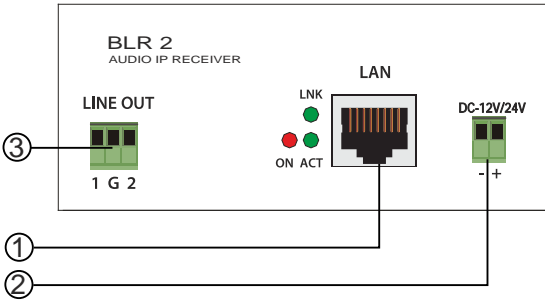 BLR 2
AUDIO IP RECEIVER
LAN
LINE OUT
LNK
DC-12V/24V
ON ACT
1 G 2
- +
3
1
2